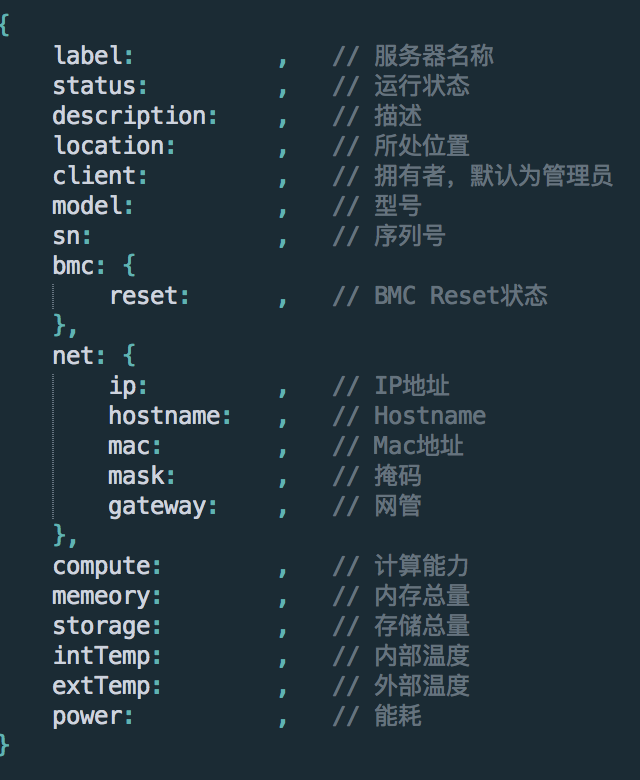 {
label: , // 服务器名称
status: , // 运行状态
description: , // 描述
location: , // 所处位置
client: , // 拥有者，默认为管理员
model: , // 型号
sn: , // 序列号
bmc: {
reset: , // BMC Reset状态
},
net: {
ip: , // IP地址
hostname: , // Hostname
mac: , // Mac地址
mask: , // 掩码
gateway: , // 网管
},
compute: , // 计算能力
memeory: , // 内存总量
storage: , // 存储总量
intTemp: , // 内部温度
extTemp: , // 外部温度
power: , // 能耗
}